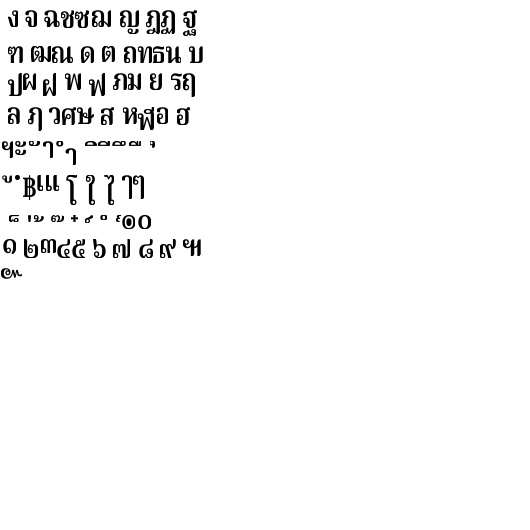 ง จ ฉชซฌ ญ ฎฏ ฐ
ฑ ฒณ ด ต ถทธน บ
ปผ ฝ พ ฟ ภม ย รฤ
ล ฦ วศษ ส หฬอ ฮ
ฯะ ั า ำ ิ ี ึ ื ุ
 ู ฺ ฿เแ โ ใ ไ ๅๆ
 ็ ่ ้ ๊ ๋ ์ ํ ๎๏๐
๑ ๒๓๔๕ ๖ ๗ ๘ ๙ ๚
๛